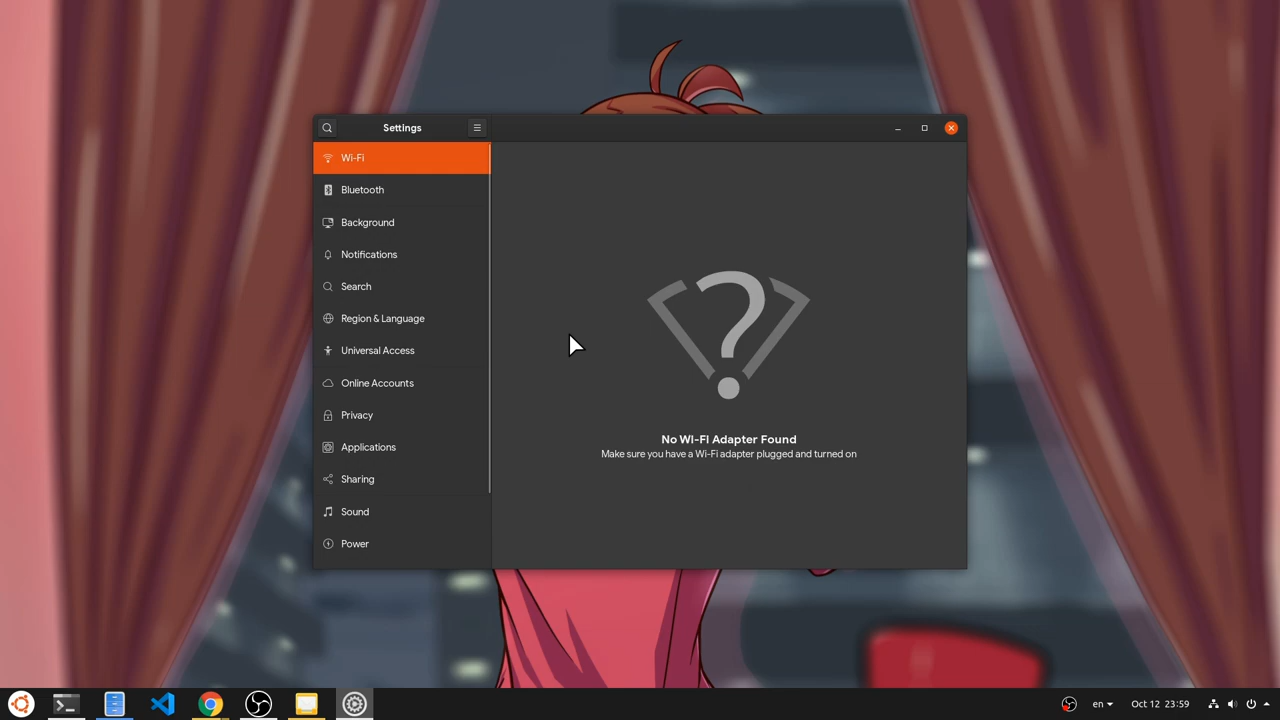 Settings
Wi-Fi
Bluetooth
Background
Notifications
Search
Region & Language
Universal Access
Online Accounts
Privacy
Applications
Sharing
Sound
Power
No Wi-Fi Adapter Found
Make sure you have a Wi-Fi adapter plugged and turned on
en
Oct 12 23:59